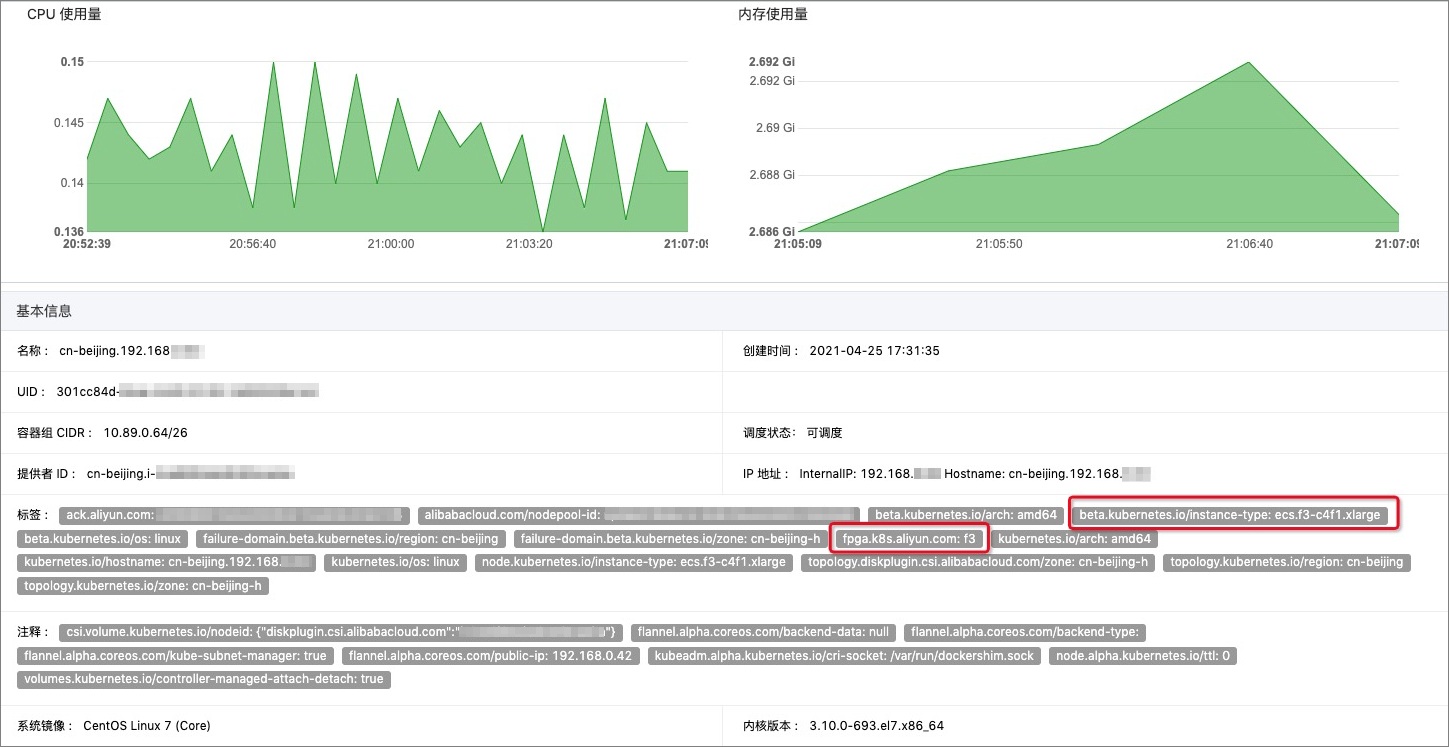 CPU 使用量
内存使用量
0.15
0.145
0.14
0.136
20:52:39 20:56:40 21:00:00 21:03:20 21:07:09
2.692 Gi
2.692 Gi
2.69 Gi
2.688 Gi
2.686 Gi
21:05:09 21:05:50 21:06:40 21:07:09
基本信息
名称： cn-beijing.192.168
创建时间： 2021-04-25 17:31:35
UID： 301cc84d-
容器组 CIDR： 10.89.0.64/26
调度状态： 可调度
提供者 ID： cn-beijing.i-
IP 地址： InternalIP: 192.168. Hostname: cn-beijing.192.168.
标签： ack.aliyun.com: alibabacloud.com/nodepool-id: beta.kubernetes.io/arch: amd64 beta.kubernetes.io/instance-type: ecs.f3-c4f1.xlarge
beta.kubernetes.io/os: linux failure-domain.beta.kubernetes.io/region: cn-beijing failure-domain.beta.kubernetes.io/zone: cn-beijing-h fpga.k8s.aliyun.com: f3 kubernetes.io/arch: amd64
kubernetes.io/hostname: cn-beijing.192.168. kubernetes.io/os: linux node.kubernetes.io/instance-type: ecs.f3-c4f1.xlarge topology.diskplugin.csi.alibabacloud.com/zone: cn-beijing-h topology.kubernetes.io/region: cn-beijing
topology.kubernetes.io/zone: cn-beijing-h
注释： csi.volume.kubernetes.io/nodeid: {"diskplugin.csi.alibabacloud.com":" "} flannel.alpha.coreos.com/backend-data: null flannel.alpha.coreos.com/backend-type:
flannel.alpha.coreos.com/kube-subnet-manager: true flannel.alpha.coreos.com/public-ip: 192.168.0.42 kubeadm.alpha.kubernetes.io/cri-socket: /var/run/dockershim.sock node.alpha.kubernetes.io/ttl: 0
volumes.kubernetes.io/controller-managed-attach-detach: true
系统镜像： CentOS Linux 7 (Core)
内核版本： 3.10.0-693.el7.x86_64